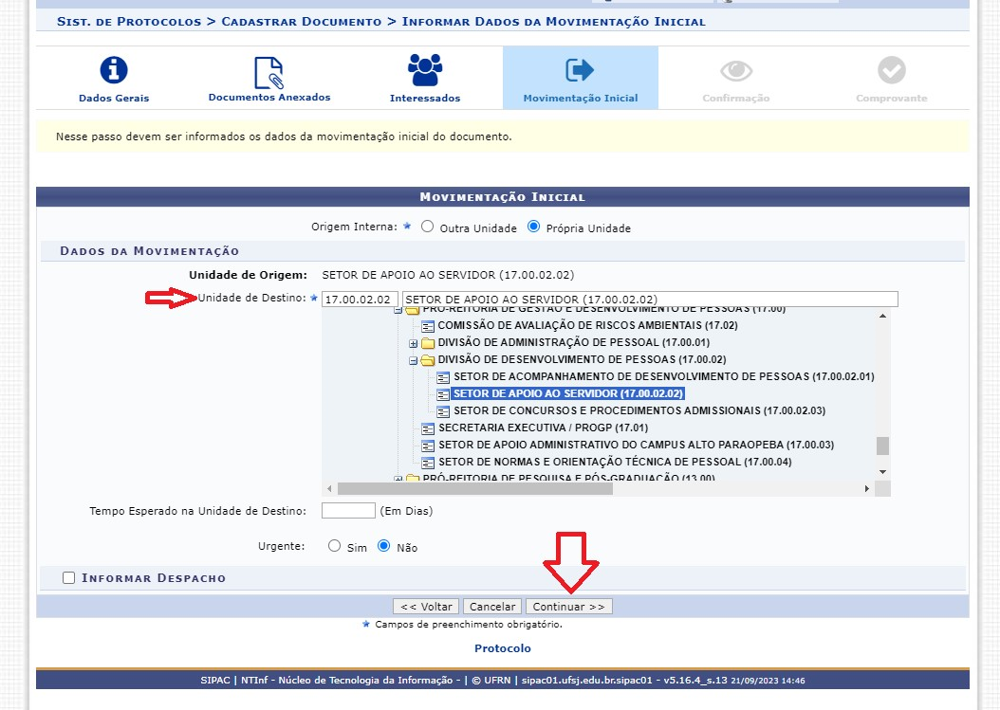 Sist. de Protocolos > Cadastrar Documento > Informar Dados da Movimentação Inicial
Dados Gerais
Documentos Anexados
Interessados
Movimentação Inicial
Confirmação
Comprovante
Nesse passo devem ser informados os dados da movimentação inicial do documento.
Movimentação Inicial
Origem Interna: Outra Unidade Própria Unidade
Dados da Movimentação
Unidade de Origem: SETOR DE APOIO AO SERVIDOR (17.00.02.02)
Unidade de Destino: 17.00.02.02 SETOR DE APOIO AO SERVIDOR (17.00.02.02)
PRÓ-REITORIA DE GESTÃO E DESENVOLVIMENTO DE PESSOAS (17.00)
COMISSÃO DE AVALIAÇÃO DE RISCOS AMBIENTAIS (17.02)
DIVISÃO DE ADMINISTRAÇÃO DE PESSOAL (17.00.01)
DIVISÃO DE DESENVOLVIMENTO DE PESSOAS (17.00.02)
SETOR DE ACOMPANHAMENTO DE DESENVOLVIMENTO DE PESSOAS (17.00.02.01)
SETOR DE APOIO AO SERVIDOR (17.00.02.02)
SETOR DE CONCURSOS E PROCEDIMENTOS ADMISSIONAIS (17.00.02.03)
SECRETARIA EXECUTIVA / PROGP (17.01)
SETOR DE APOIO ADMINISTRATIVO DO CAMPUS ALTO PARAOPEBA (17.00.03)
SETOR DE NORMAS E ORIENTAÇÃO TÉCNICA DE PESSOAL (17.00.04)
PRÓ-REITORIA DE PESQUISA E PÓS-GRADUAÇÃO (13.00)
Tempo Esperado na Unidade de Destino: (Em Dias)
Urgente: Sim Não
Informar Despacho
<< Voltar Cancelar Continuar >>
Campos de preenchimento obrigatório.
Protocolo
SIPAC | NTInf - Núcleo de Tecnologia da Informação - | © UFRN | sipac01.ufsj.edu.br.sipac01 - v5.16.4_s.13 21/09/2023 14:46